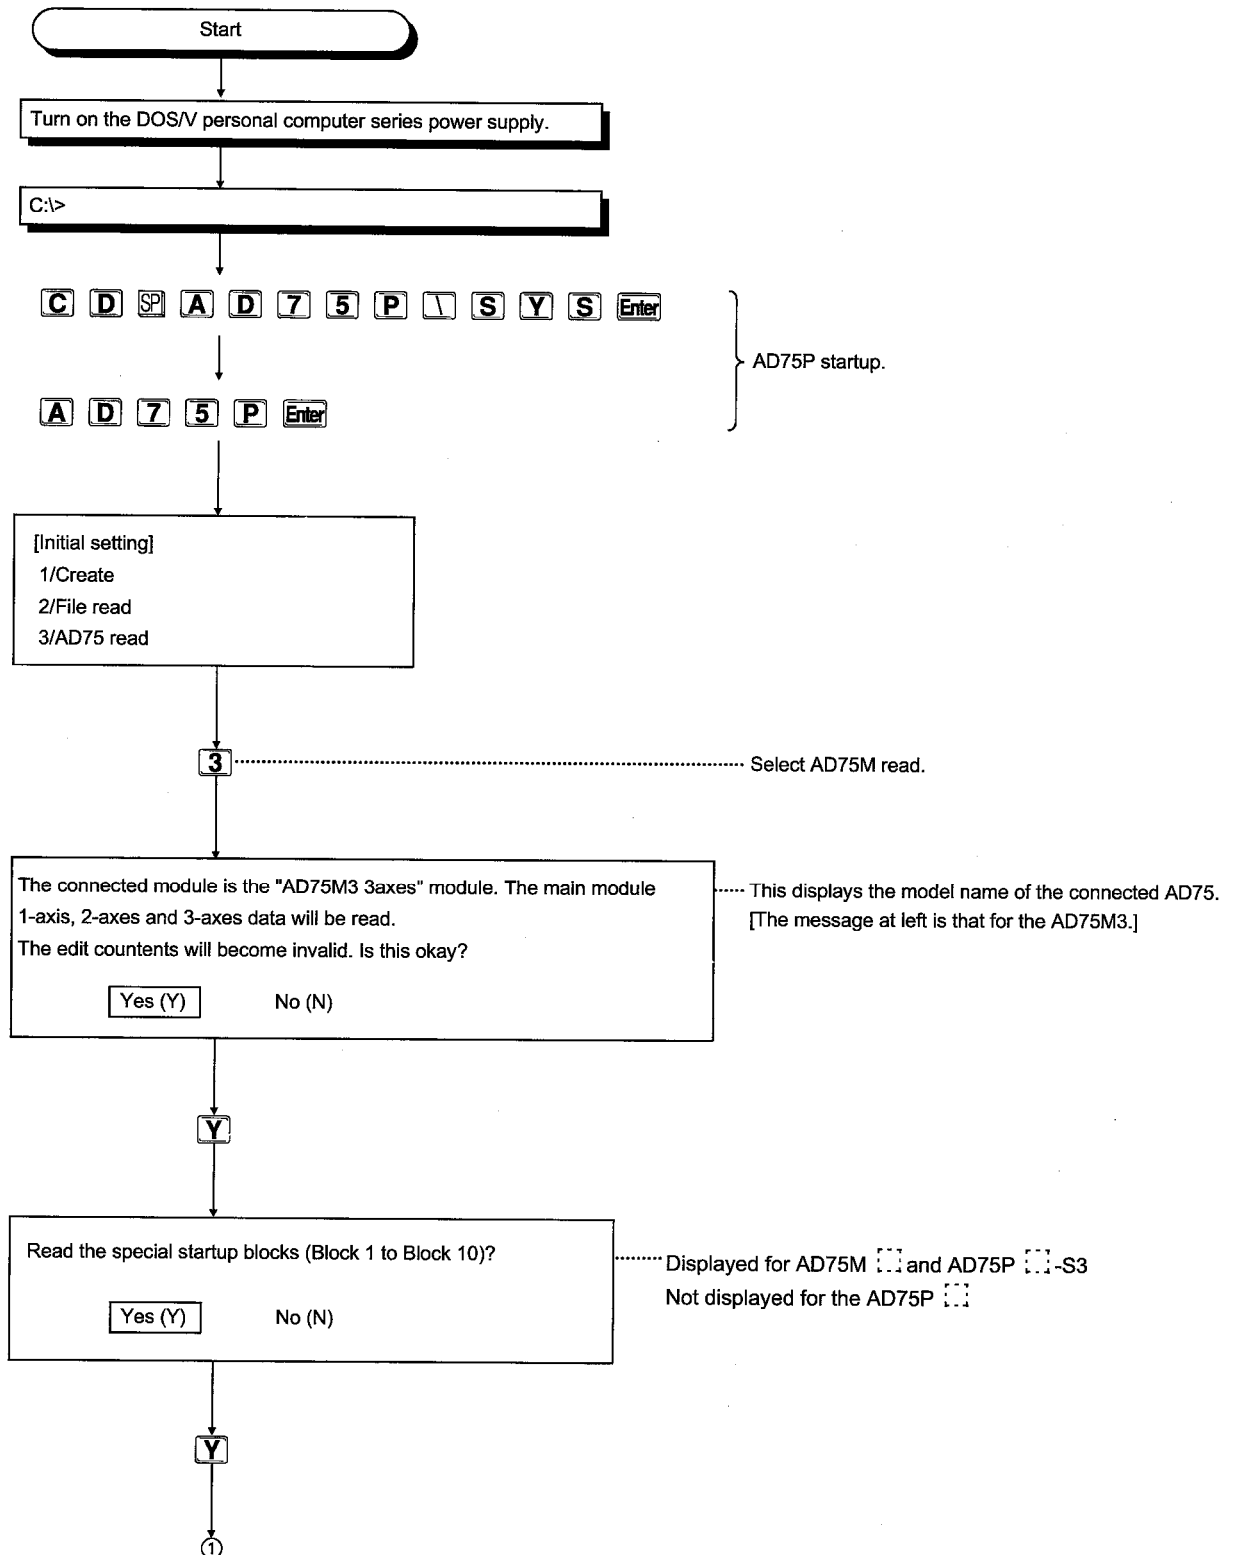 Start
Turn on the DOS/V personal computer series power supply.
C:\>
C D SP A D 7 5 P \ S Y S Enter
AD75P startup.
A D 7 5 P Enter
[Initial setting]
1/Create
2/File read
3/AD75 read
3 Select AD75M read.
The connected module is the "AD75M3 3axes" module. The main module
1-axis, 2-axes and 3-axes data will be read.
The edit countents will become invalid. Is this okay?
Yes (Y) No (N)
This displays the model name of the connected AD75.
[The message at left is that for the AD75M3.]
Y
Read the special startup blocks (Block 1 to Block 10)?
Yes (Y) No (N)
Displayed for AD75M and AD75P -S3
Not displayed for the AD75P
Y
1